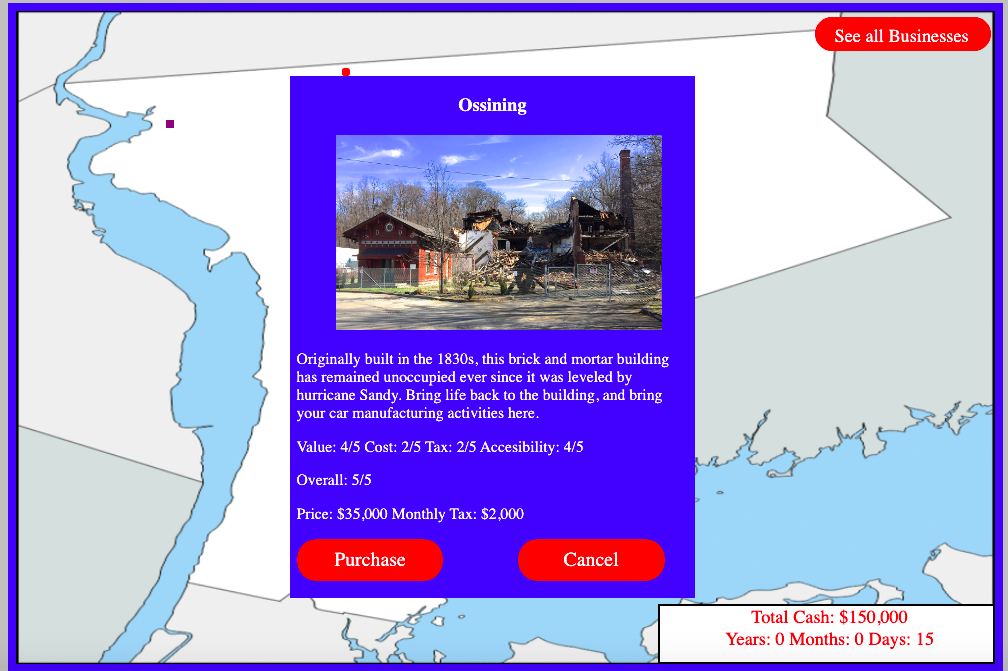 See all Businesses
Ossining
Originally built in the 1830s, this brick and mortar building
has remained unoccupied ever since it was leveled by
hurricane Sandy. Bring life back to the building, and bring
your car manufacturing activities here.
Value: 4/5 Cost: 2/5 Tax: 2/5 Accesibility: 4/5
Overall: 5/5
Price: $35,000 Monthly Tax: $2,000
Purchase
Cancel
Total Cash: $150,000
Years: 0 Months: 0 Days: 15